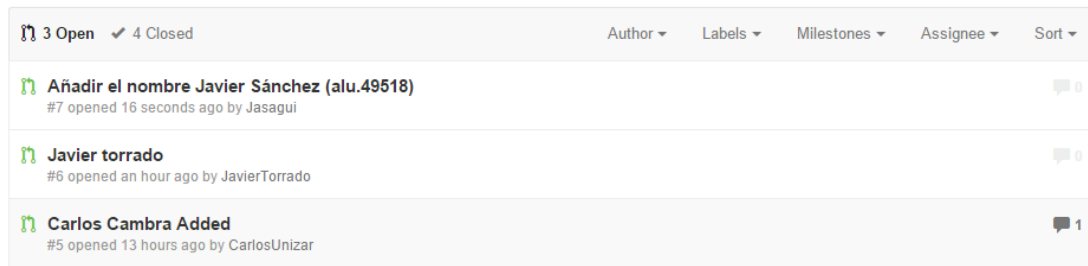 3 Open 4 Closed Author Labels Milestones Assignee Sort
Añadir el nombre Javier Sánchez (alu.49518) 0
#7 opened 16 seconds ago by Jasagui
Javier torrado 0
#6 opened an hour ago by JavierTorrado
Carlos Cambra Added 1
#5 opened 13 hours ago by CarlosUnizar